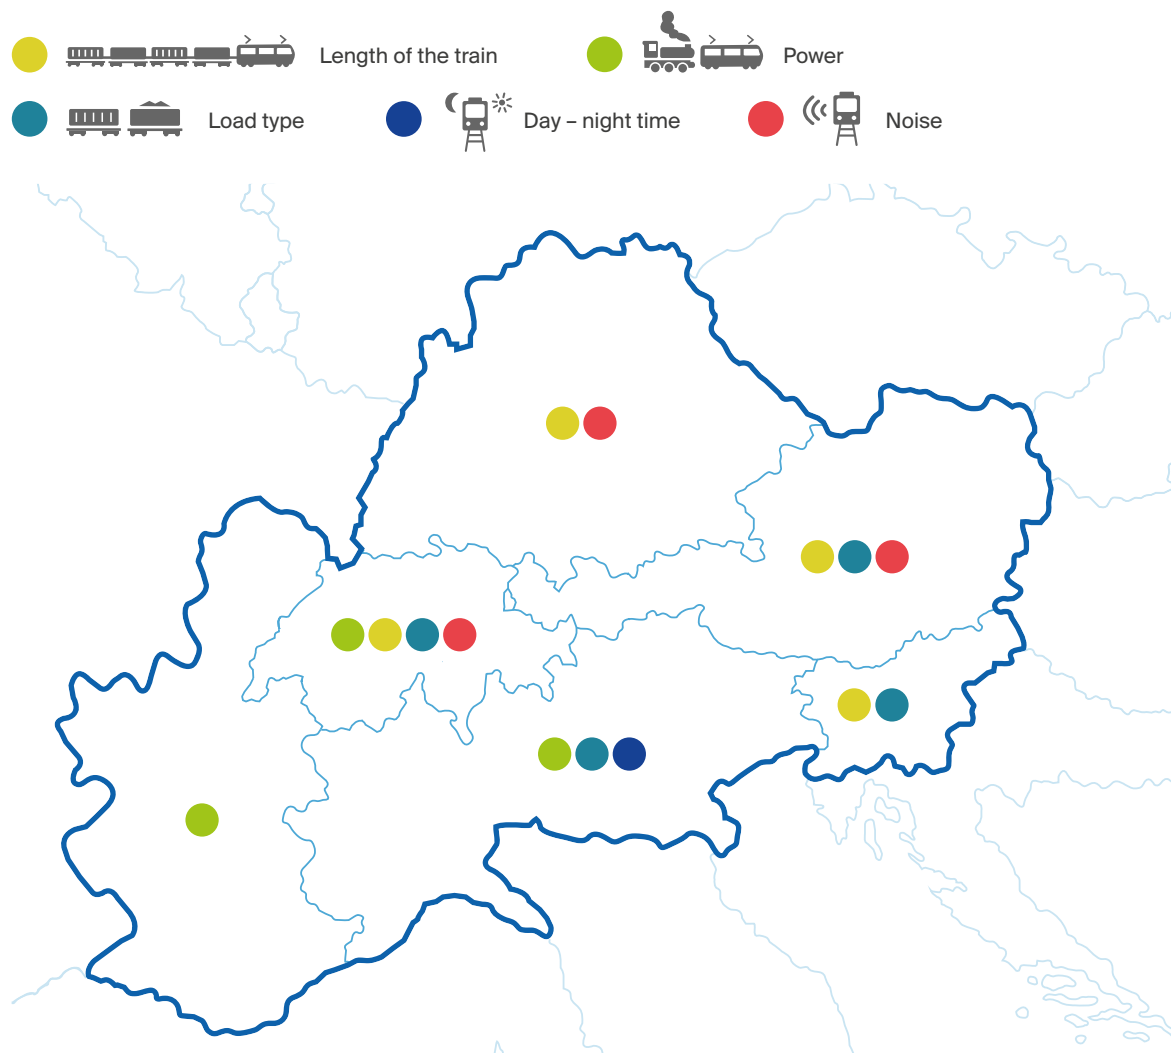 Length of the train
Power
Load type
Day – night time
Noise